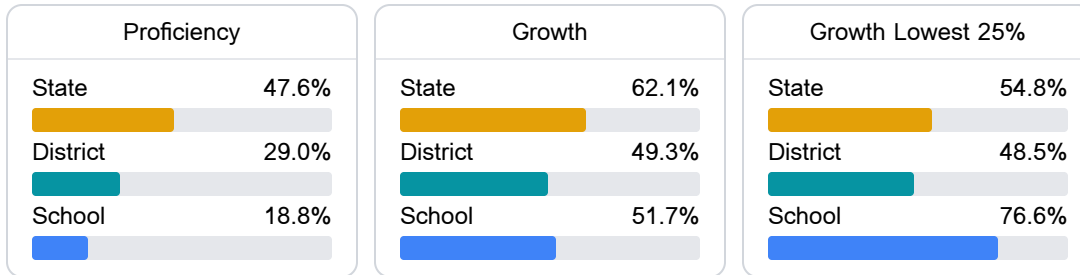 Proficiency
State 47.6%
District 29.0%
School 18.8%
Growth
State 62.1%
District 49.3%
School 51.7%
Growth Lowest 25%
State 54.8%
District 48.5%
School 76.6%